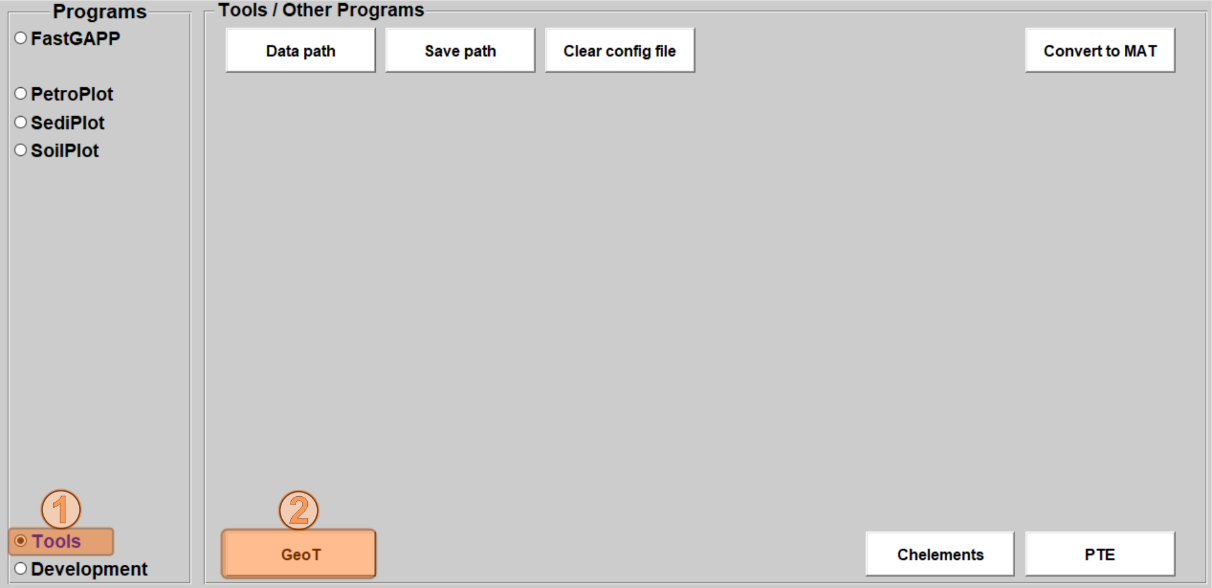 Programs
FastGAPP
PetroPlot
SediPlot
SoilPlot
1
Tools
Development
Tools / Other Programs
Data path
Save path
Clear config file
Convert to MAT
2
GeoT
Chelements
PTE